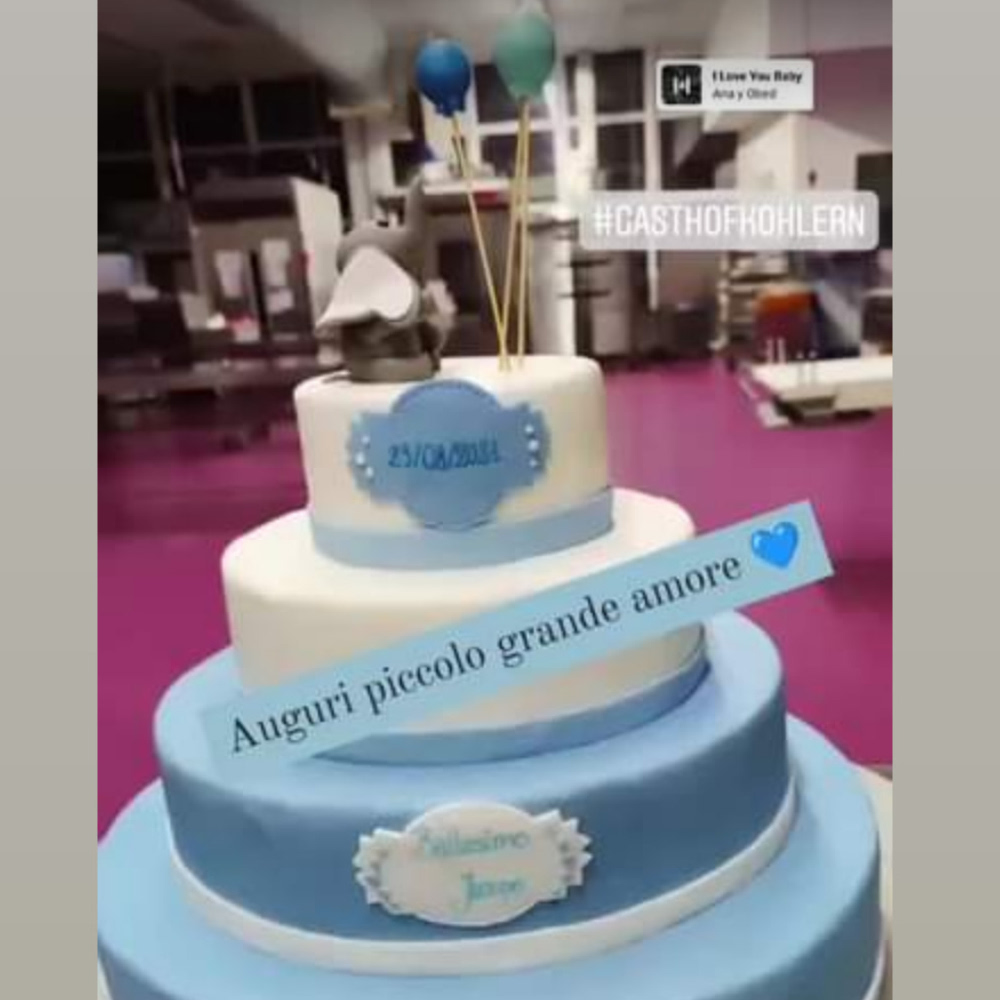 I Love You Baby
Ana y Obed
#GASTHOFKOHLERN
Auguri piccolo grande amore 💙